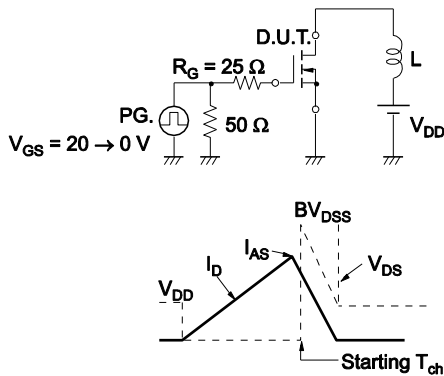 D.U.T.
R_G = 25 Ω
L
PG.
50 Ω
V_DD
V_GS = 20 → 0 V
BV_DSS
I_AS
I_D
V_DS
V_DD
Starting T_ch